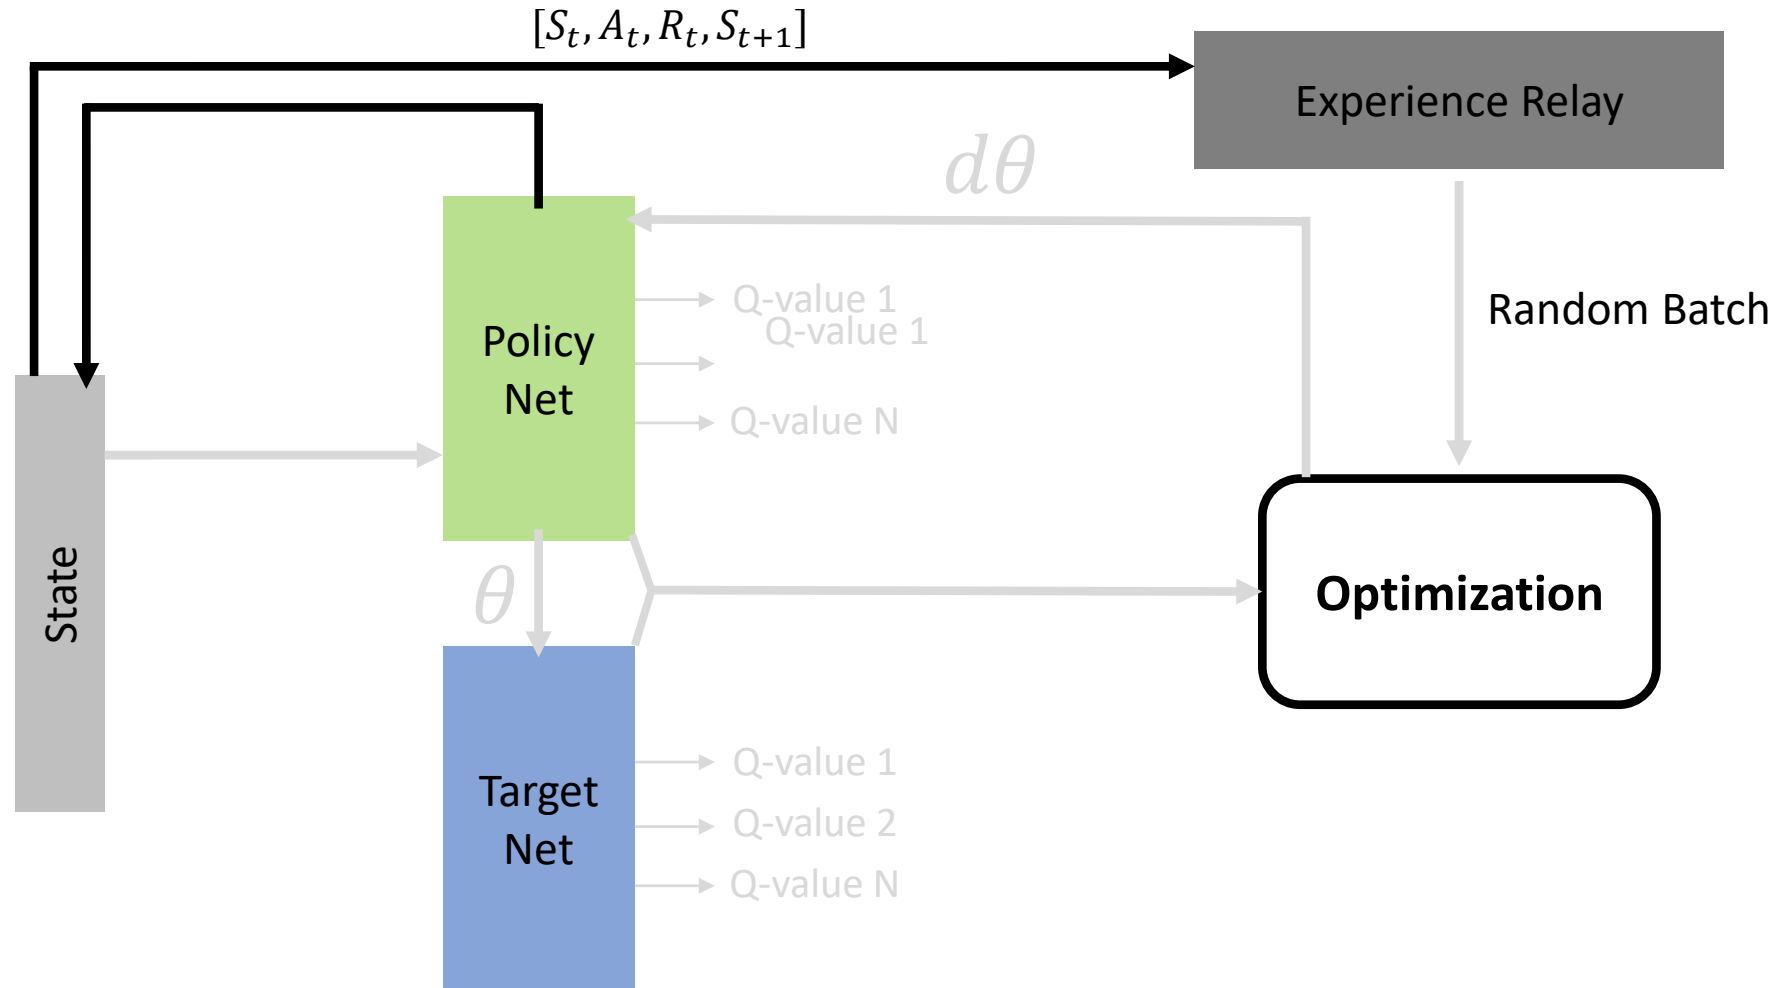 [S_t, A_t, R_t, S_{t+1}]
Experience Relay
dθ
Q-value 1
Q-value 1
Random Batch
Policy
Net
Q-value N
State
θ
Optimization
Target
Net
Q-value 1
Q-value 2
Q-value N